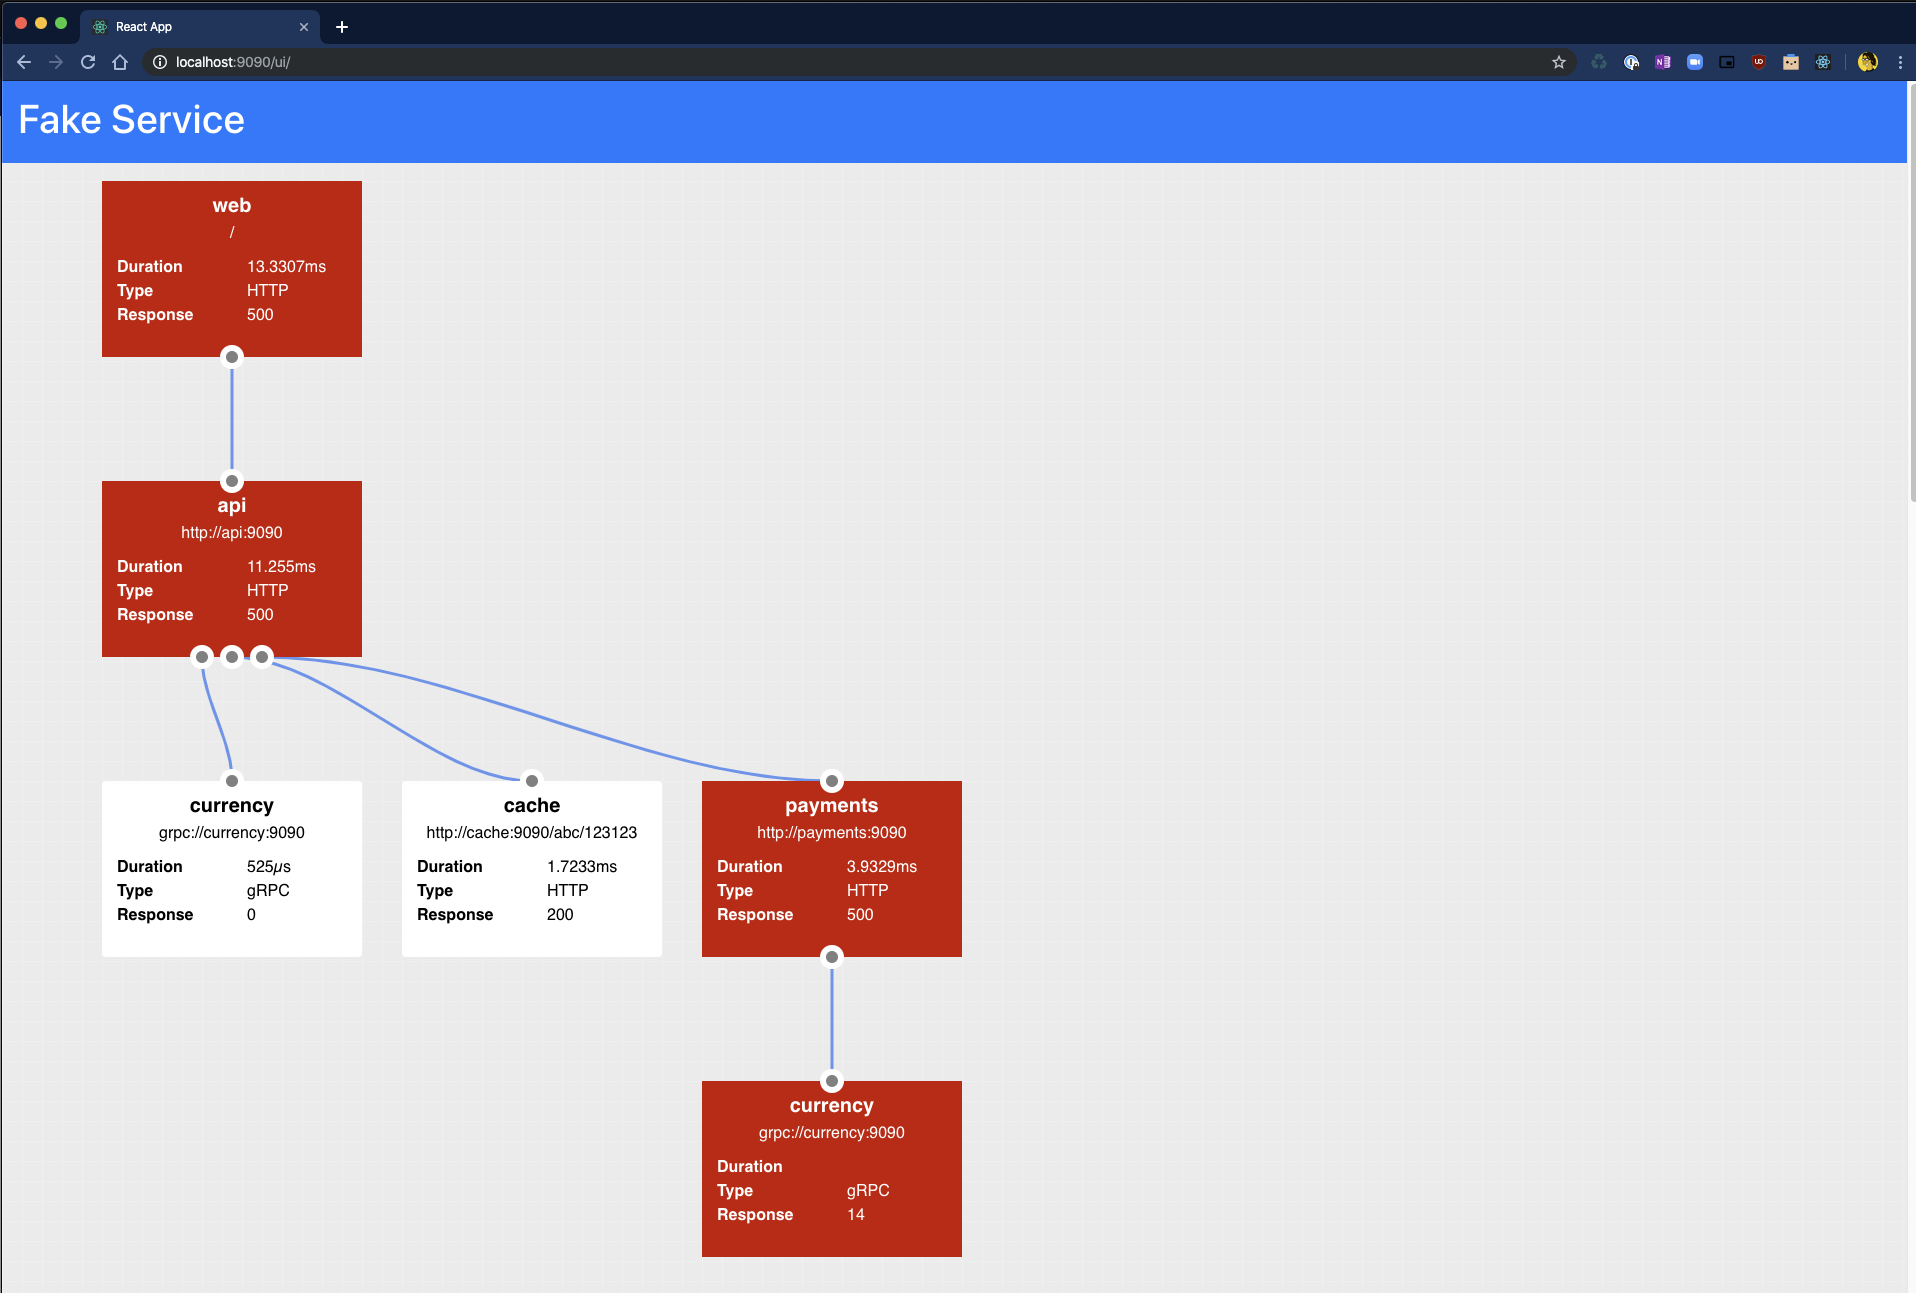 React App
localhost:9090/ui/
Fake Service
web
/
Duration 13.3307ms
Type HTTP
Response 500
api
http://api:9090
Duration 11.255ms
Type HTTP
Response 500
currency
grpc://currency:9090
Duration 525µs
Type gRPC
Response 0
cache
http://cache:9090/abc/123123
Duration 1.7233ms
Type HTTP
Response 200
payments
http://payments:9090
Duration 3.9329ms
Type HTTP
Response 500
currency
grpc://currency:9090
Duration
Type gRPC
Response 14